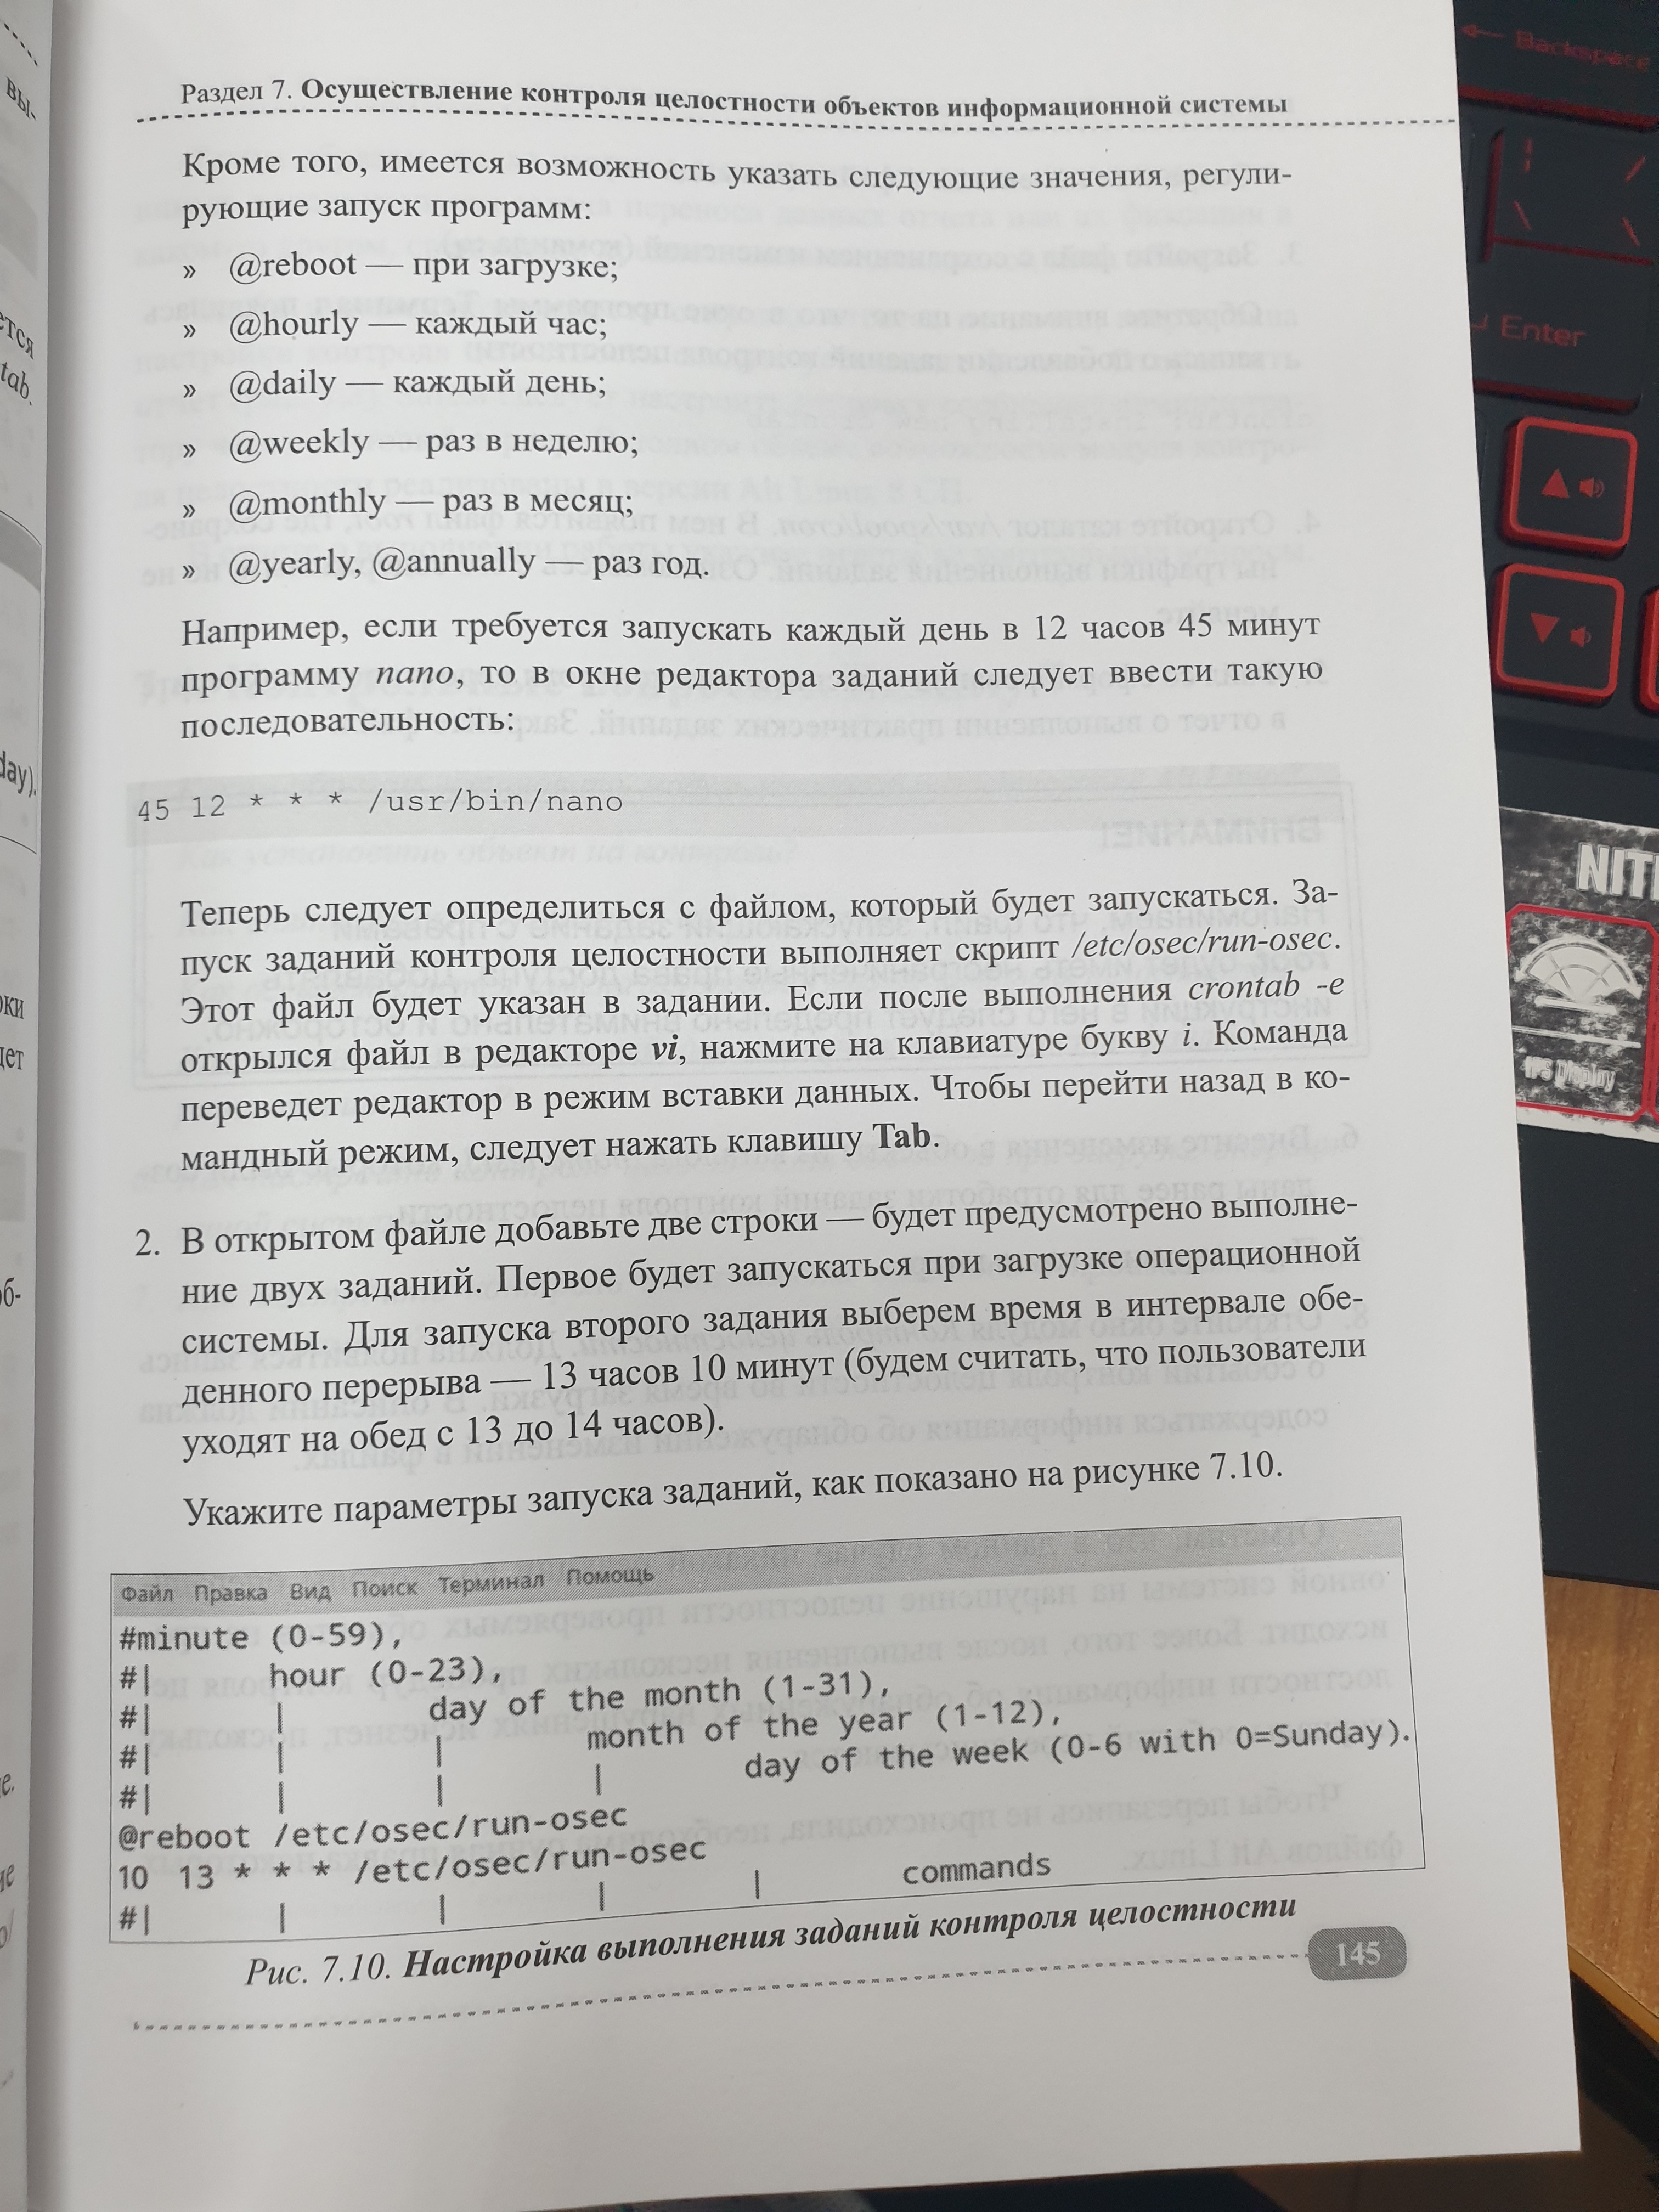 Раздел 7. Осуществление контроля целостности объектов информационной системы
Кроме того, имеется возможность указать следующие значения, регули-
рующие запуск программ:
» @reboot — при загрузке;
» @hourly — каждый час;
» @daily — каждый день;
» @weekly — раз в неделю;
» @monthly — раз в месяц;
» @yearly, @annually — раз год.
Например, если требуется запускать каждый день в 12 часов 45 минут
программу nano, то в окне редактора заданий следует ввести такую
последовательность:
45 12 * * * /usr/bin/nano
Теперь следует определиться с файлом, который будет запускаться. За-
пуск заданий контроля целостности выполняет скрипт /etc/osec/run-osec.
Этот файл будет указан в задании. Если после выполнения crontab -e
открылся файл в редакторе vi, нажмите на клавиатуре букву i. Команда
переведет редактор в режим вставки данных. Чтобы перейти назад в ко-
мандный режим, следует нажать клавишу Tab.
2. В открытом файле добавьте две строки — будет предусмотрено выполне-
ние двух заданий. Первое будет запускаться при загрузке операционной
системы. Для запуска второго задания выберем время в интервале обе-
денного перерыва — 13 часов 10 минут (будем считать, что пользователи
уходят на обед с 13 до 14 часов).
Укажите параметры запуска заданий, как показано на рисунке 7.10.
Файл Правка Вид Поиск Терминал Помощь
#minute (0-59),
#| hour (0-23),
#| | day of the month (1-31),
#| | | month of the year (1-12),
#| | | | day of the week (0-6 with 0=Sunday).
@reboot /etc/osec/run-osec
10 13 * * * /etc/osec/run-osec
#| | | | | commands
Рис. 7.10. Настройка выполнения заданий контроля целостности
145
← Backspace
Enter
NIT
IPS Display